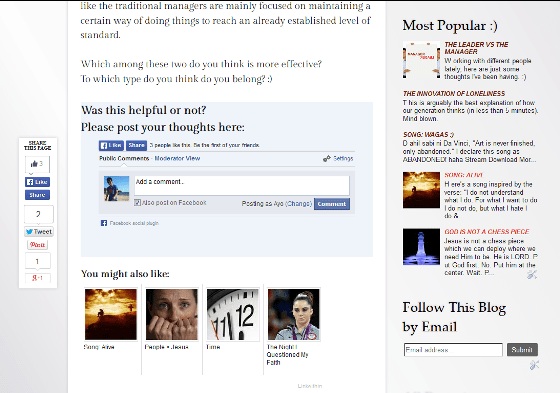 like the traditional managers are mainly focused on maintaining a
certain way of doing things to reach an already established level of
standard.
Which among these two do you think is more effective?
To which type do you think do you belong? :)
Was this helpful or not?
Please post your thoughts here:
Like Share 3 people like this. Be the first of your friends.
Public Comments - Moderator View Settings
Add a comment...
Also post on Facebook Posting as Ayo (Change) Comment
Facebook social plugin
You might also like:
Song: Alive
People > Jesus
Time
The Night I
Questioned My
Faith
SHARE
THIS PAGE
3
Like
Share
2
Tweet
Pinit
1
+1
Most Popular :)
THE LEADER VS THE
MANAGER
W orking with different people
lately, here are just some
thoughts I've been having. :)
THE INNOVATION OF LONELINESS
This is arguably the best explanation of how
our generation thinks (in less than 5 minutes).
Mind blown.
SONG: WAGAS :)
D anil sabi ni Da Vinci, "Art is never finished,
only abandoned." I declare this song as
ABANDONED! haha Stream Download Mor...
SONG: ALIVE
H ere's a song inspired by the
verse: "I do not understand
what I do. For what I want to do
I do not do, but what I hate I
do.&
GOD IS NOT A CHESS PIECE
Jesus is not a chess piece
which we can deploy where we
need Him to be. He is LORD. P
ut God first. No. Put him at the
center. Wait. P...
Follow This Blog
by Email
Email address... Submit